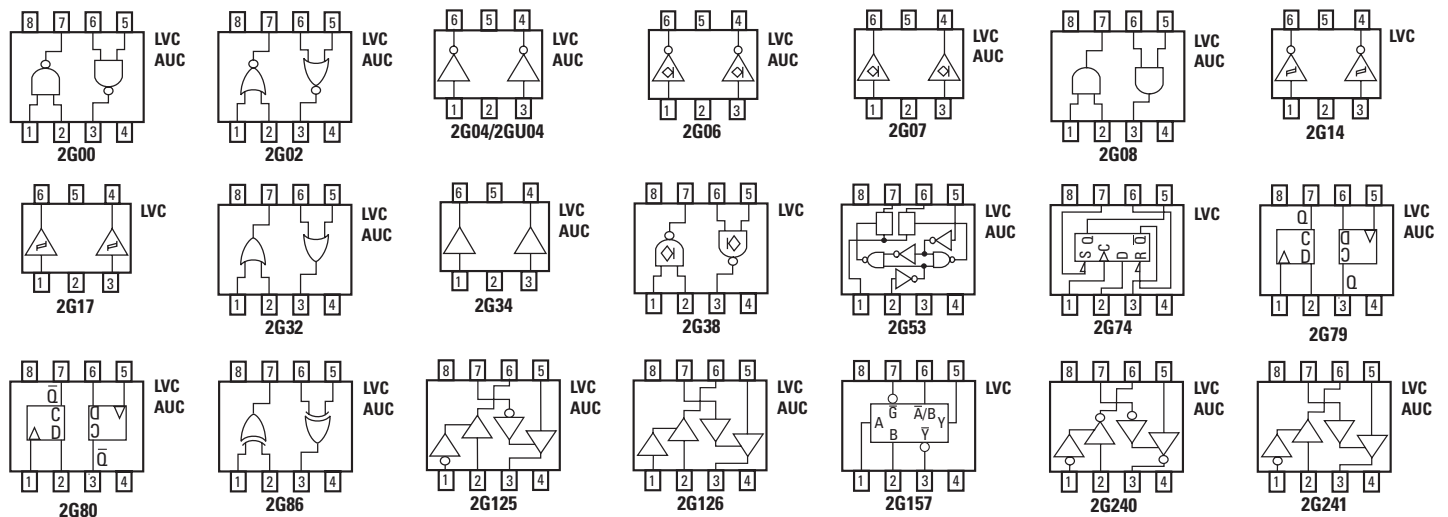 8 7 6 5 8 7 6 5 6 5 4 6 5 4 6 5 4 8 7 6 5 6 5 4
LVC LVC LVC LVC LVC LVC LVC
AUC AUC AUC AUC AUC AUC
1 2 3 4 1 2 3 4 1 2 3 1 2 3 1 2 3 1 2 3 4 1 2 3
2G00 2G02 2G04/2GU04 2G06 2G07 2G08 2G14
6 5 4 8 7 6 5 6 5 4 8 7 6 5 8 7 6 5 8 7 6 5 8 7 6 5
LVC LVC LVC LVC LVC LVC LVC
AUC AUC AUC AUC
Q Q̅ Q
S C D R C D D C
Q
1 2 3 1 2 3 4 1 2 3 1 2 3 4 1 2 3 4 1 2 3 4 1 2 3 4
2G17 2G32 2G34 2G38 2G53 2G74 2G79
8 7 6 5 8 7 6 5 8 7 6 5 8 7 6 5 8 7 6 5 8 7 6 5 8 7 6 5
LVC LVC LVC LVC LVC LVC LVC
AUC AUC AUC AUC AUC AUC
Q̅ C D D C Q̅
G̅ A̅/B
A Y
B Y̅
1 2 3 4 1 2 3 4 1 2 3 4 1 2 3 4 1 2 3 4 1 2 3 4 1 2 3 4
2G80 2G86 2G125 2G126 2G157 2G240 2G241